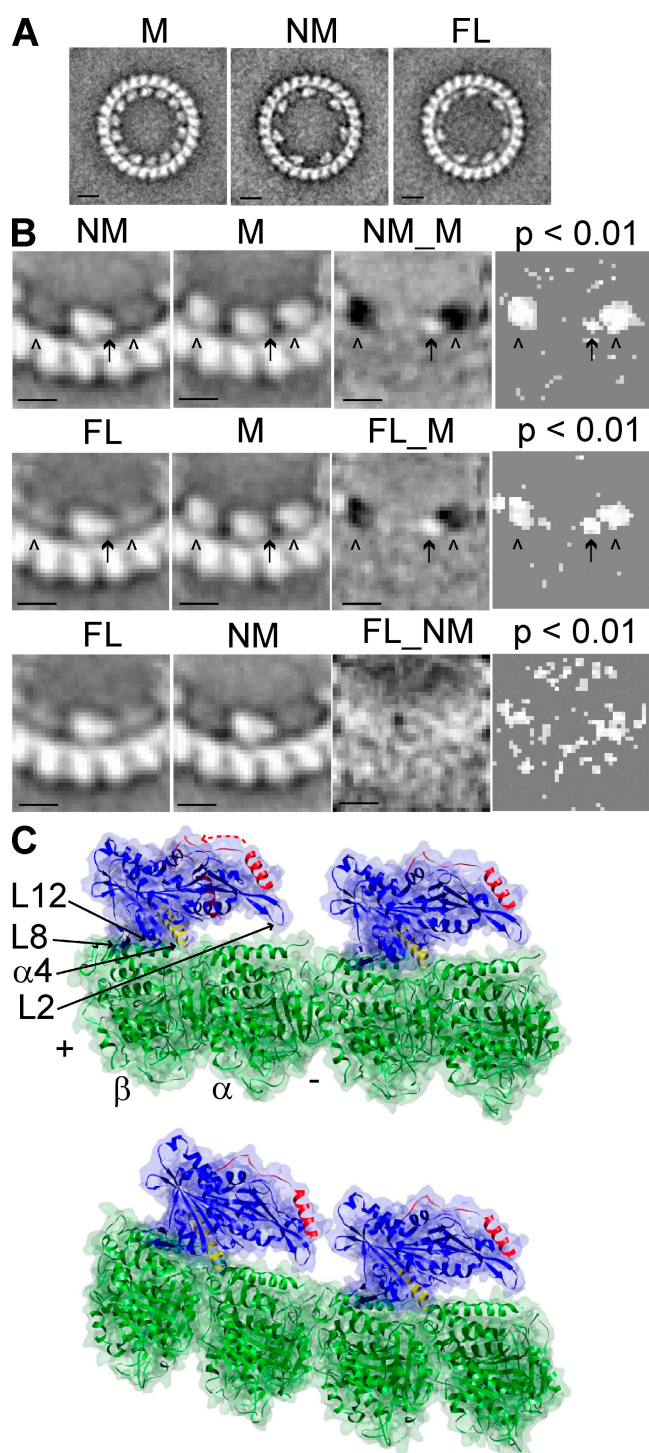 A
M NM FL
B
NM M NM_M p < 0.01
^ ↑ ^ ^ ↑ ^ ^ ↑ ^ ^ ↑ ^
FL M FL_M p < 0.01
^ ↑ ^ ^ ↑ ^ ^ ↑ ^ ^ ↑ ^
FL NM FL_NM p < 0.01
C
L12
L8
α4
L2
+ β α -